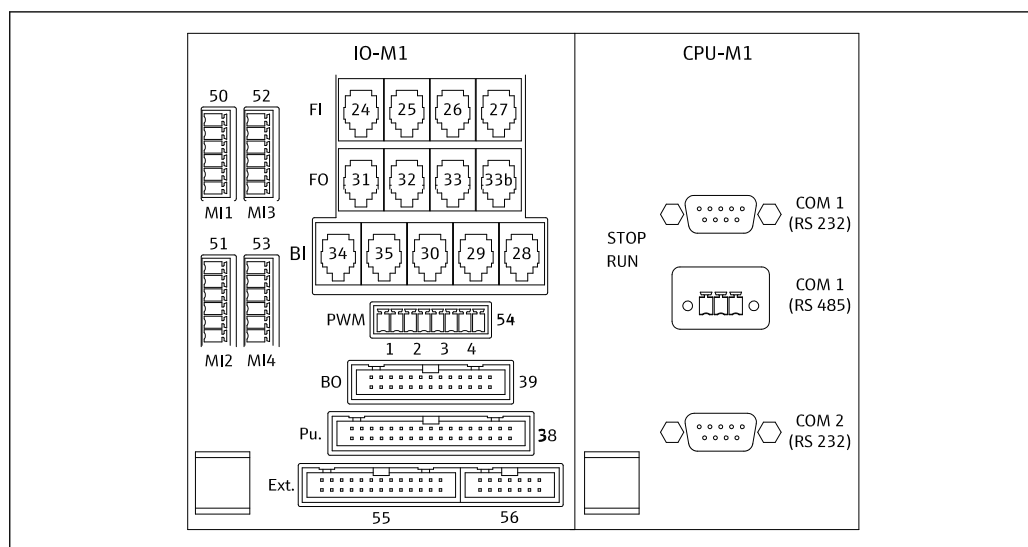 IO-M1
CPU-M1
50 52
MI1 MI3
51 53
MI2 MI4
FI 24 25 26 27
FO 31 32 33 33b
BI 34 35 30 29 28
PWM 54
1 2 3 4
BO 39
Pu. 38
Ext.
55 56
STOP
RUN
COM 1
(RS 232)
COM 1
(RS 485)
COM 2
(RS 232)